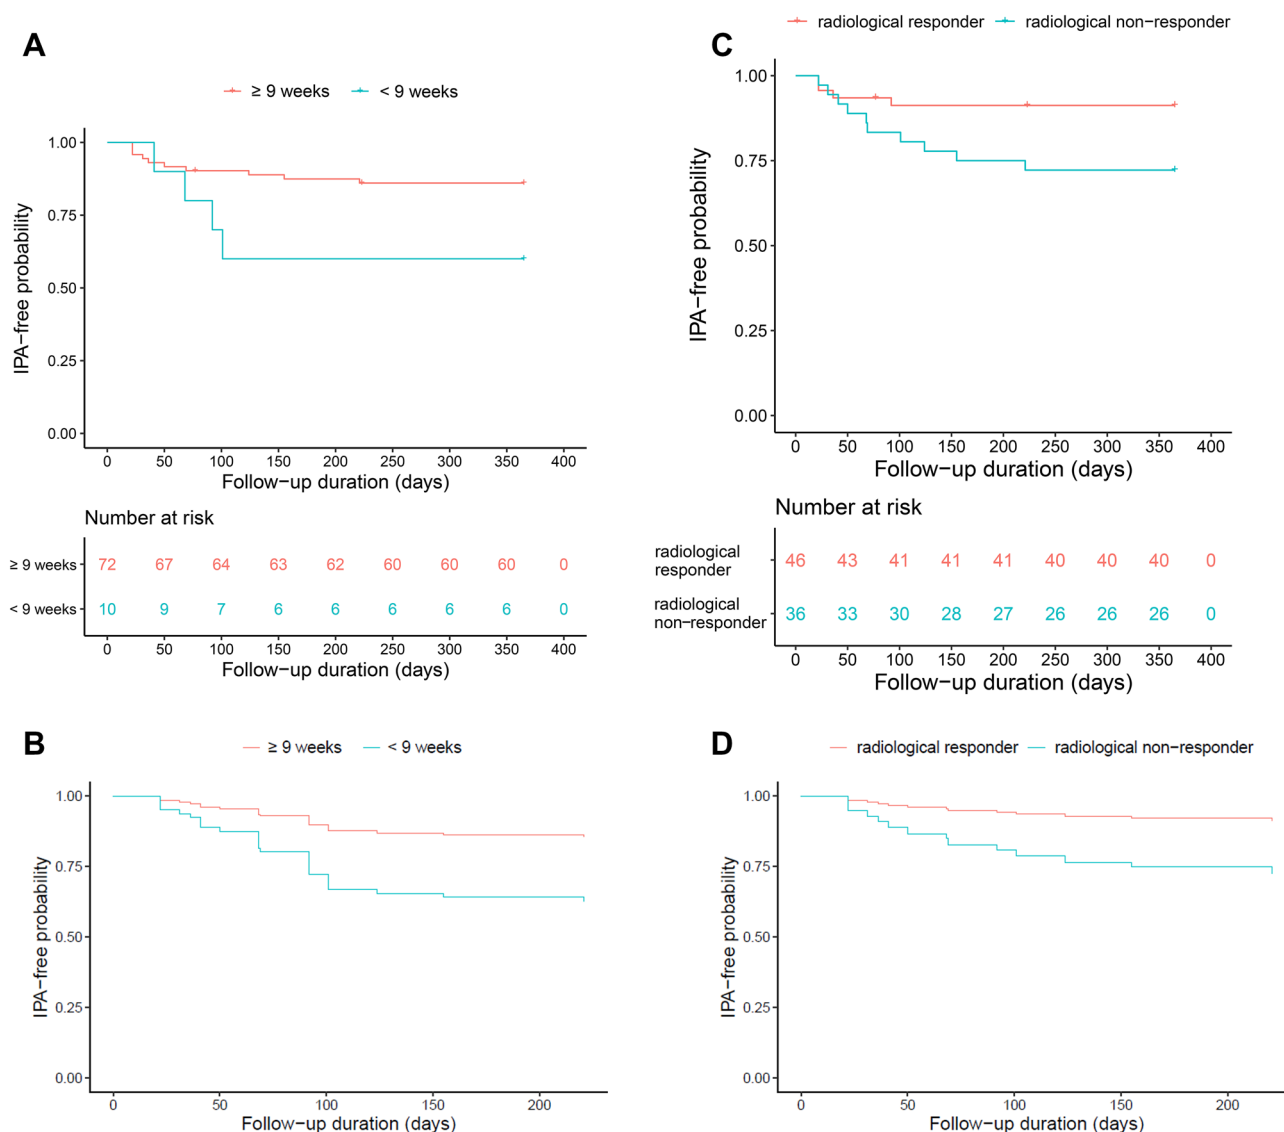 A
≥ 9 weeks < 9 weeks
IPA−free probability
1.00
0.75
0.50
0.25
0.00
0 50 100 150 200 250 300 350 400
Follow−up duration (days)
Number at risk
≥ 9 weeks 72 67 64 63 62 60 60 60 0
< 9 weeks 10 9 7 6 6 6 6 6 0
0 50 100 150 200 250 300 350 400
Follow−up duration (days)
C
radiological responder radiological non−responder
IPA−free probability
1.00
0.75
0.50
0.25
0.00
0 50 100 150 200 250 300 350 400
Follow−up duration (days)
Number at risk
radiological
responder
46 43 41 41 41 40 40 40 0
radiological
non−responder
36 33 30 28 27 26 26 26 0
0 50 100 150 200 250 300 350 400
Follow−up duration (days)
B
≥ 9 weeks < 9 weeks
IPA−free probability
1.00
0.75
0.50
0.25
0.00
0 50 100 150 200
Follow−up duration (days)
D
radiological responder radiological non−responder
IPA−free probability
1.00
0.75
0.50
0.25
0.00
0 50 100 150 200
Follow−up duration (days)